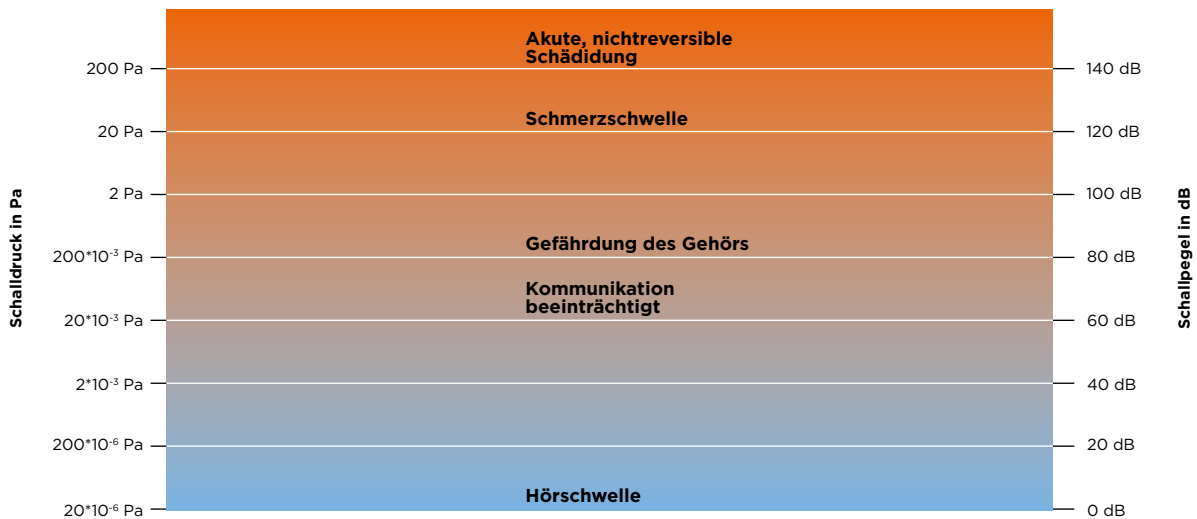 Akute, nichtreversible
Schädidung
200 Pa
140 dB
Schmerzschwelle
20 Pa
120 dB
2 Pa
100 dB
Schalldruck in Pa
Schallpegel in dB
Gefährdung des Gehörs
200*10⁻³ Pa
80 dB
Kommunikation
beeinträchtigt
20*10⁻³ Pa
60 dB
2*10⁻³ Pa
40 dB
200*10⁻⁶ Pa
20 dB
Hörschwelle
20*10⁻⁶ Pa
0 dB